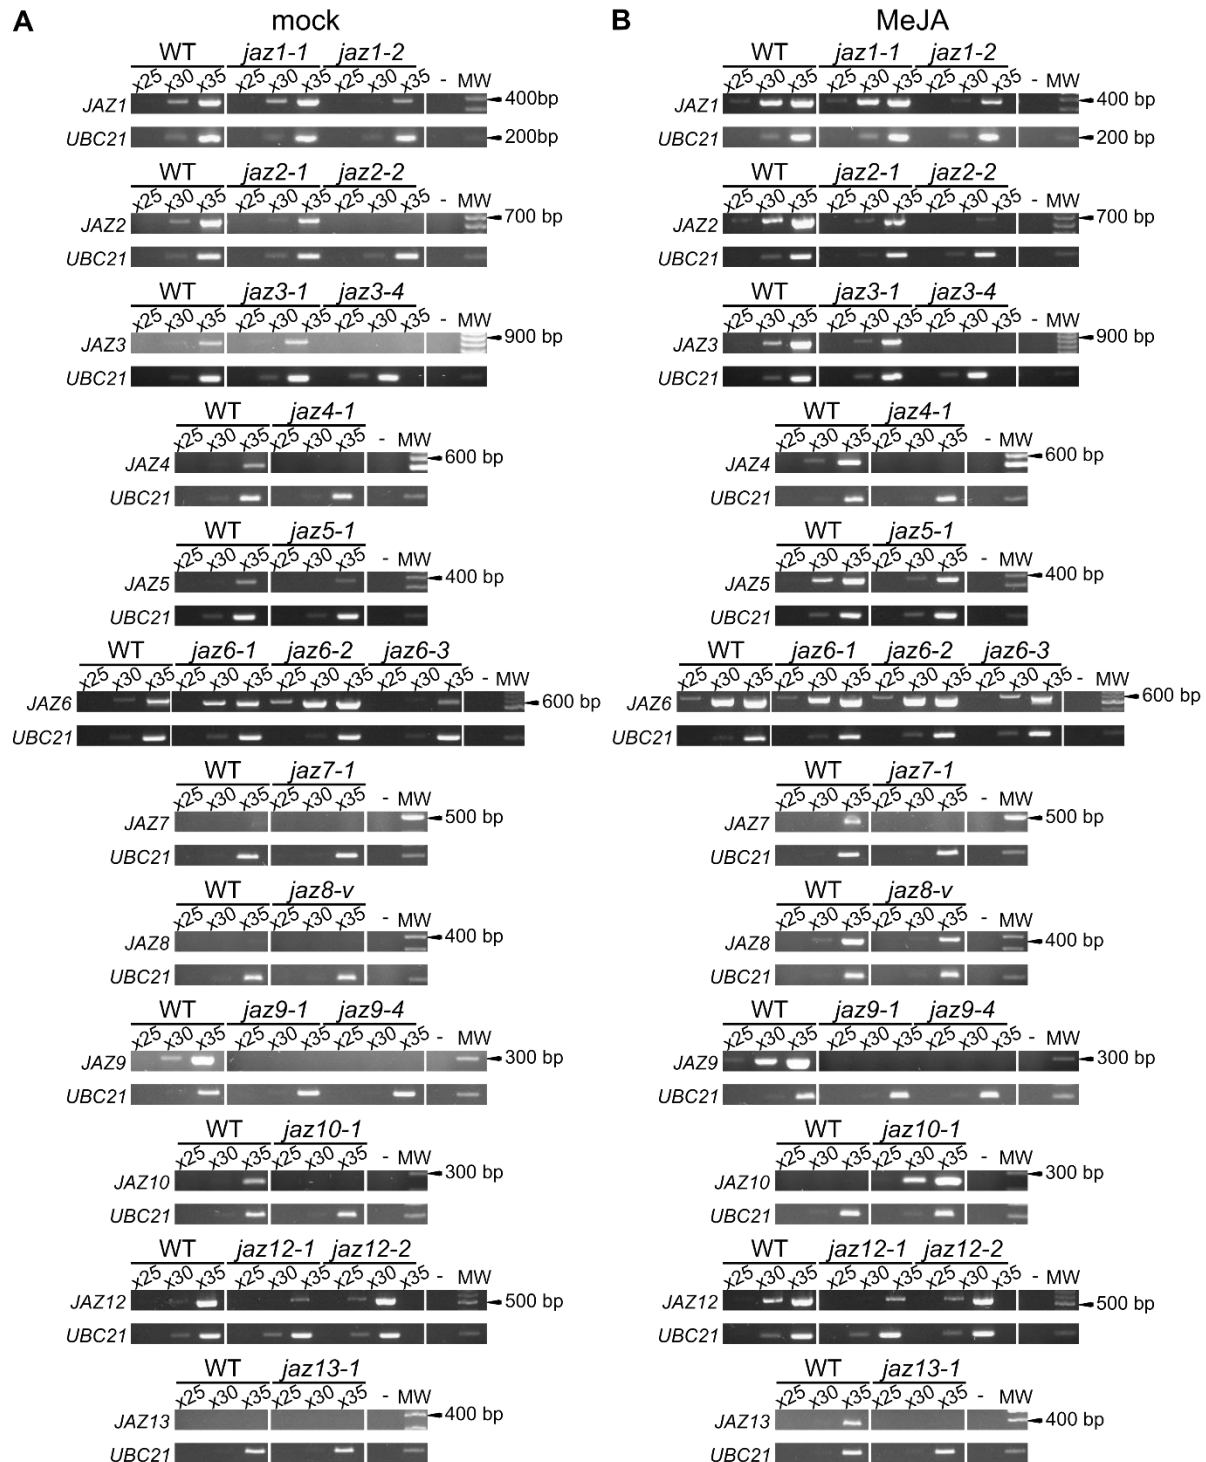 A mock
WT jaz1-1 jaz1-2
x25 x30 x35 x25 x30 x35 x25 x30 x35 - MW
JAZ1 400bp
UBC21 200bp
WT jaz2-1 jaz2-2
x25 x30 x35 x25 x30 x35 x25 x30 x35 - MW
JAZ2 700 bp
UBC21
WT jaz3-1 jaz3-4
x25 x30 x35 x25 x30 x35 x25 x30 x35 - MW
JAZ3 900 bp
UBC21
WT jaz4-1
x25 x30 x35 x25 x30 x35 - MW
JAZ4 600 bp
UBC21
WT jaz5-1
x25 x30 x35 x25 x30 x35 - MW
JAZ5 400 bp
UBC21
WT jaz6-1 jaz6-2 jaz6-3
x25 x30 x35 x25 x30 x35 x25 x30 x35 x25 x30 x35 - MW
JAZ6 600 bp
UBC21
WT jaz7-1
x25 x30 x35 x25 x30 x35 - MW
JAZ7 500 bp
UBC21
WT jaz8-v
x25 x30 x35 x25 x30 x35 - MW
JAZ8 400 bp
UBC21
WT jaz9-1 jaz9-4
x25 x30 x35 x25 x30 x35 x25 x30 x35 - MW
JAZ9 300 bp
UBC21
WT jaz10-1
x25 x30 x35 x25 x30 x35 - MW
JAZ10 300 bp
UBC21
WT jaz12-1 jaz12-2
x25 x30 x35 x25 x30 x35 x25 x30 x35 - MW
JAZ12 500 bp
UBC21
WT jaz13-1
x25 x30 x35 x25 x30 x35 - MW
JAZ13 400 bp
UBC21
B MeJA
WT jaz1-1 jaz1-2
x25 x30 x35 x25 x30 x35 x25 x30 x35 - MW
JAZ1 400 bp
UBC21 200 bp
WT jaz2-1 jaz2-2
x25 x30 x35 x25 x30 x35 x25 x30 x35 - MW
JAZ2 700 bp
UBC21
WT jaz3-1 jaz3-4
x25 x30 x35 x25 x30 x35 x25 x30 x35 - MW
JAZ3 900 bp
UBC21
WT jaz4-1
x25 x30 x35 x25 x30 x35 - MW
JAZ4 600 bp
UBC21
WT jaz5-1
x25 x30 x35 x25 x30 x35 - MW
JAZ5 400 bp
UBC21
WT jaz6-1 jaz6-2 jaz6-3
x25 x30 x35 x25 x30 x35 x25 x30 x35 x25 x30 x35 - MW
JAZ6 600 bp
UBC21
WT jaz7-1
x25 x30 x35 x25 x30 x35 - MW
JAZ7 500 bp
UBC21
WT jaz8-v
x25 x30 x35 x25 x30 x35 - MW
JAZ8 400 bp
UBC21
WT jaz9-1 jaz9-4
x25 x30 x35 x25 x30 x35 x25 x30 x35 - MW
JAZ9 300 bp
UBC21
WT jaz10-1
x25 x30 x35 x25 x30 x35 - MW
JAZ10 300 bp
UBC21
WT jaz12-1 jaz12-2
x25 x30 x35 x25 x30 x35 x25 x30 x35 - MW
JAZ12 500 bp
UBC21
WT jaz13-1
x25 x30 x35 x25 x30 x35 - MW
JAZ13 400 bp
UBC21